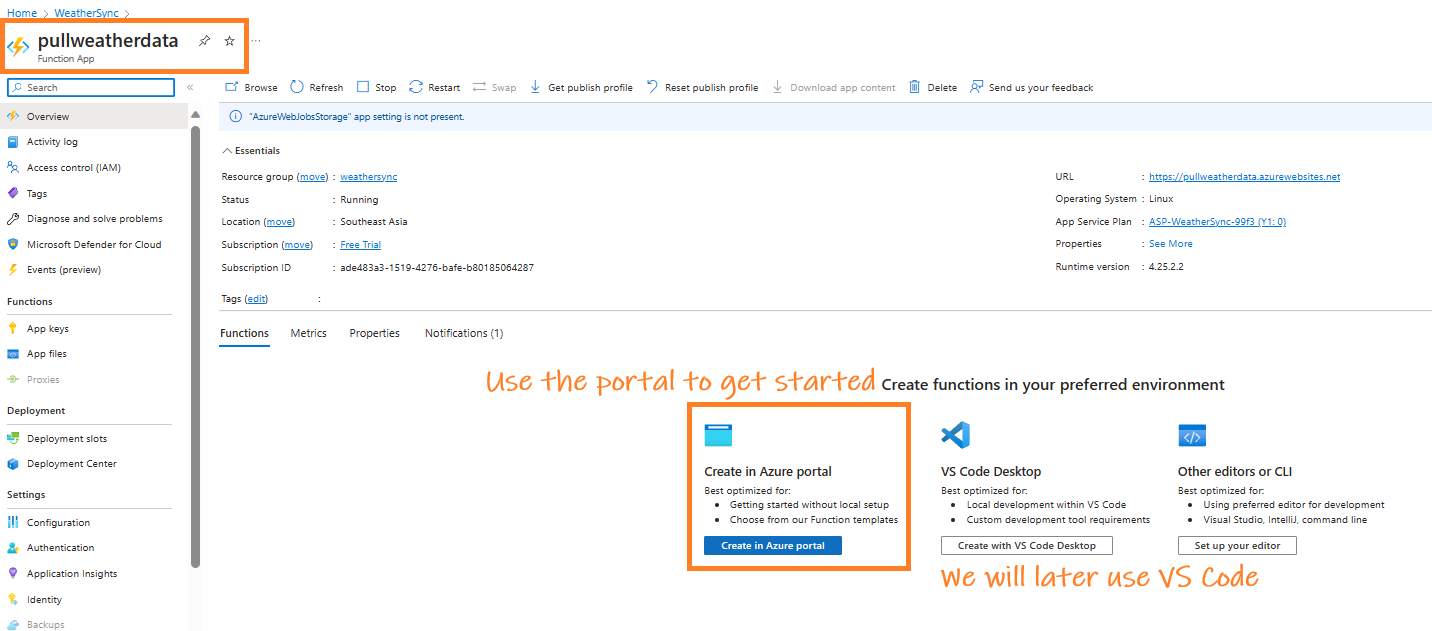 Home > WeatherSync >
pullweatherdata ...
Function App
Search «
Browse Refresh Stop Restart Swap Get publish profile Reset publish profile Download app content Delete Send us your feedback
Overview
Activity log
Access control (IAM)
Tags
Diagnose and solve problems
Microsoft Defender for Cloud
Events (preview)
Functions
App keys
App files
Proxies
Deployment
Deployment slots
Deployment Center
Settings
Configuration
Authentication
Application Insights
Identity
Backups
"AzureWebJobsStorage" app setting is not present.
Essentials
Resource group (move) : weathersync
Status : Running
Location (move) : Southeast Asia
Subscription (move) : Free Trial
Subscription ID : ade483a3-1519-4276-bafe-b80185064287
Tags (edit) :
URL : https://pullweatherdata.azurewebsites.net
Operating System : Linux
App Service Plan : ASP-WeatherSync-99f3 (Y1: 0)
Properties : See More
Runtime version : 4.25.2.2
Functions Metrics Properties Notifications (1)
Use the portal to get started
Create functions in your preferred environment
Create in Azure portal
Best optimized for:
• Getting started without local setup
• Choose from our Function templates
Create in Azure portal
VS Code Desktop
Best optimized for:
• Local development within VS Code
• Custom development tool requirements
Create with VS Code Desktop
Other editors or CLI
Best optimized for:
• Using preferred editor for development
• Visual Studio, IntelliJ, command line
Set up your editor
We will later use VS Code